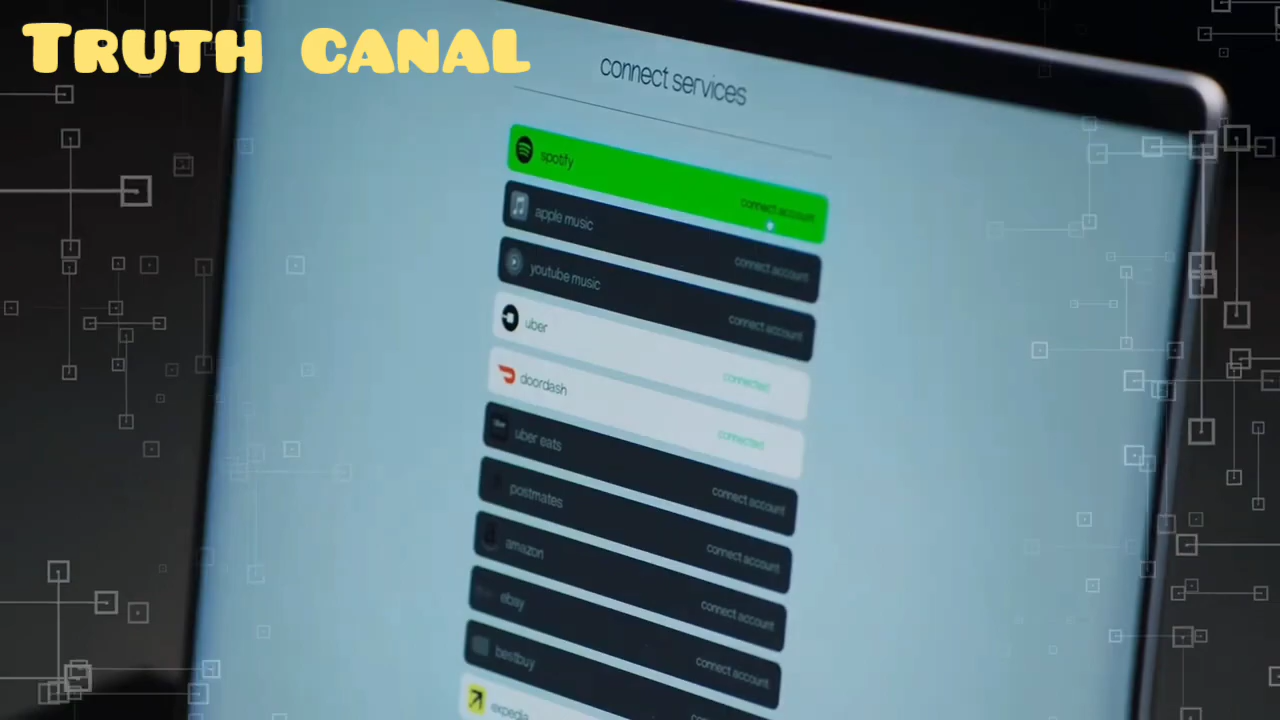 TRUTH CANAL
connect services
spotify connect account
apple music connect account
youtube music connect account
uber connected
doordash connected
uber eats connect account
postmates connect account
amazon connect account
ebay connect account
bestbuy
expedia